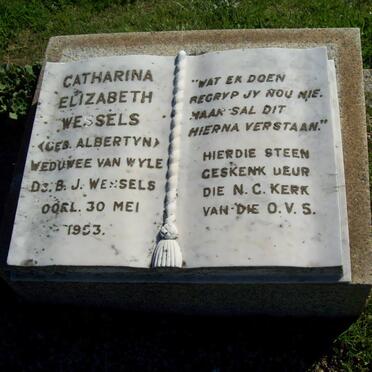 CATHARINA
ELIZABETH
WESSELS
(GEB. ALBERTYN)
WEDUWEE VAN WYLE
DS. B. J. WESSELS
OORL. 30 MEI
1953.
"WAT EK DOEN
BEGRYP JY NOU NIE.
MAAR SAL DIT
HIERNA VERSTAAN."
HIERDIE STEEN
GESKENK DEUR
DIE N. G. KERK
VAN DIE O.V.S.